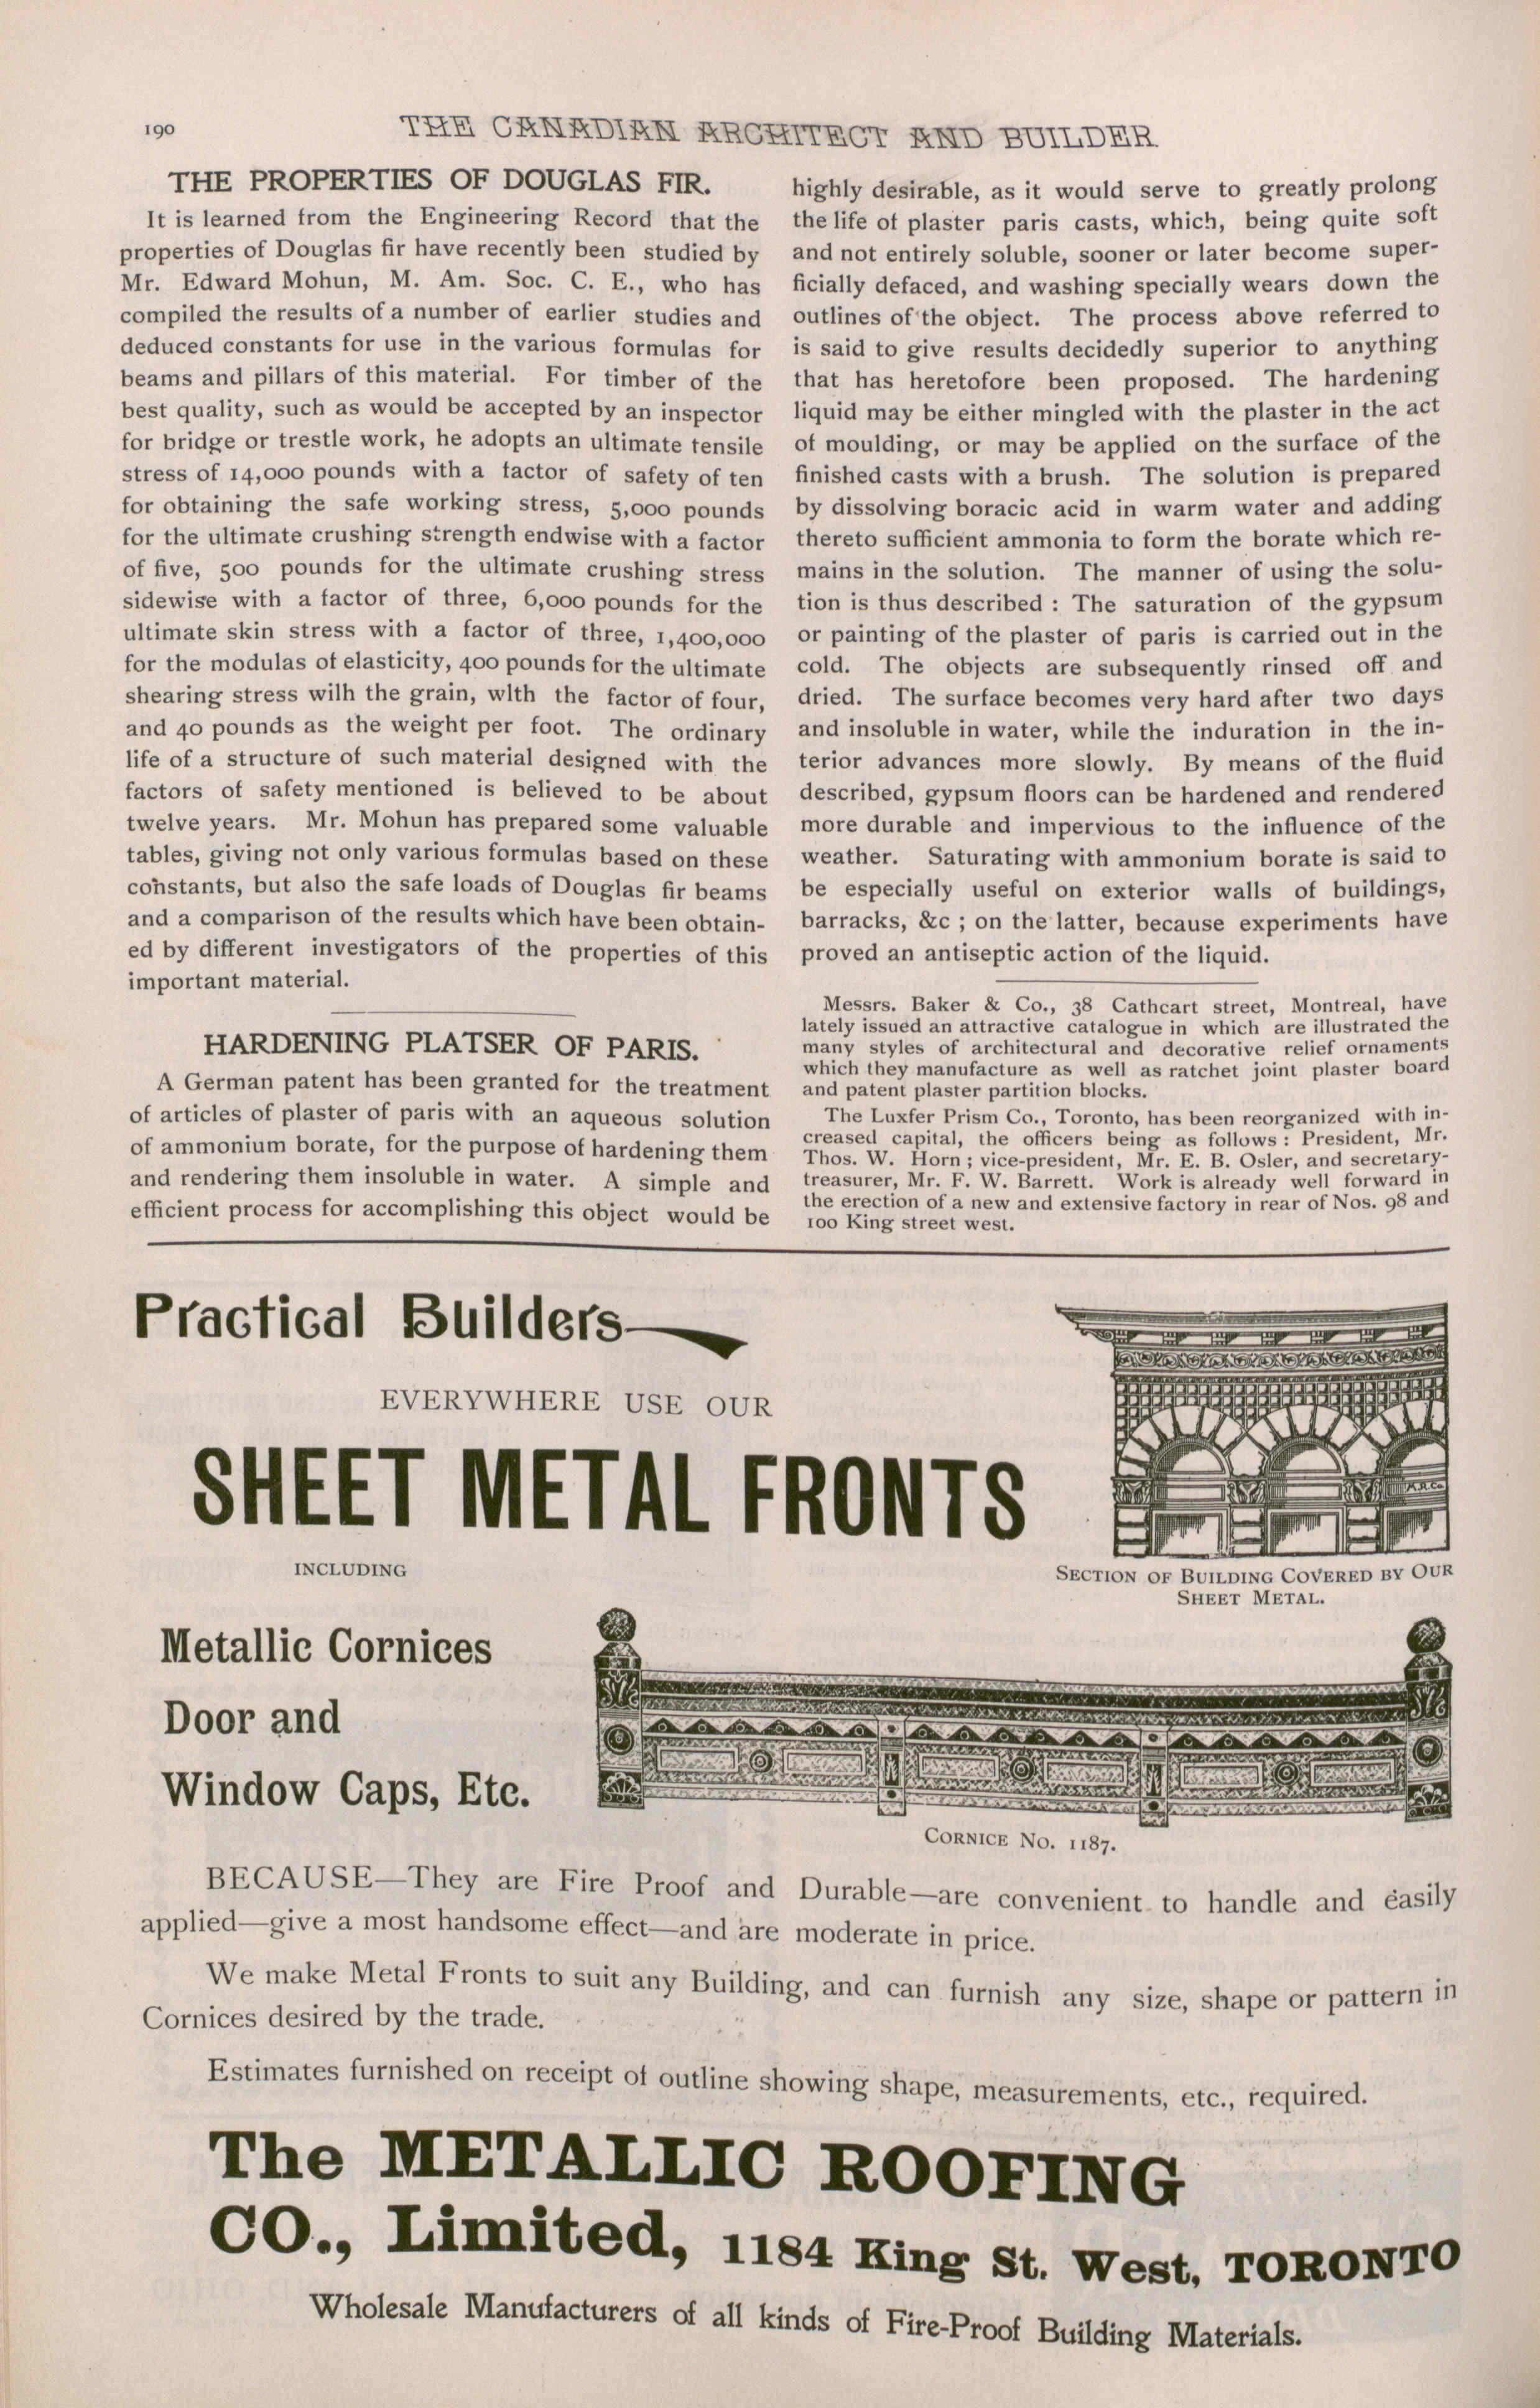 190
THE CANADIAN ARCHITECT AND BUILDER
THE PROPERTIES OF DOUGLAS FIR.
It is learned from the Engineering Record that the
properties of Douglas fir have recently been studied by
Mr. Edward Mohun, M. Am. Soc. C. E., who has
compiled the results of a number of earlier studies and
deduced constants for use in the various formulas for
beams and pillars of this material. For timber of the
best quality, such as would be accepted by an inspector
for bridge or trestle work, he adopts an ultimate tensile
stress of 14,000 pounds with a factor of safety of ten
for obtaining the safe working stress, 5,000 pounds
for the ultimate crushing strength endwise with a factor
of five, 500 pounds for the ultimate crushing stress
sidewise with a factor of three, 6,000 pounds for the
ultimate skin stress with a factor of three, 1,400,000
for the modulas of elasticity, 400 pounds for the ultimate
shearing stress wilh the grain, wlth the factor of four,
and 40 pounds as the weight per foot. The ordinary
life of a structure of such material designed with the
factors of safety mentioned is believed to be about
twelve years. Mr. Mohun has prepared some valuable
tables, giving not only various formulas based on these
constants, but also the safe loads of Douglas fir beams
and a comparison of the results which have been obtain-
ed by different investigators of the properties of this
important material.
HARDENING PLATSER OF PARIS.
A German patent has been granted for the treatment
of articles of plaster of paris with an aqueous solution
of ammonium borate, for the purpose of hardening them
and rendering them insoluble in water. A simple and
efficient process for accomplishing this object would be
highly desirable, as it would serve to greatly prolong
the life of plaster paris casts, which, being quite soft
and not entirely soluble, sooner or later become super-
ficially defaced, and washing specially wears down the
outlines of the object. The process above referred to
is said to give results decidedly superior to anything
that has heretofore been proposed. The hardening
liquid may be either mingled with the plaster in the act
of moulding, or may be applied on the surface of the
finished casts with a brush. The solution is prepared
by dissolving boracic acid in warm water and adding
thereto sufficient ammonia to form the borate which re-
mains in the solution. The manner of using the solu-
tion is thus described : The saturation of the gypsum
or painting of the plaster of paris is carried out in the
cold. The objects are subsequently rinsed off and
dried. The surface becomes very hard after two days
and insoluble in water, while the induration in the in-
terior advances more slowly. By means of the fluid
described, gypsum floors can be hardened and rendered
more durable and impervious to the influence of the
weather. Saturating with ammonium borate is said to
be especially useful on exterior walls of buildings,
barracks, &c ; on the latter, because experiments have
proved an antiseptic action of the liquid.
Messrs. Baker & Co., 38 Cathcart street, Montreal, have
lately issued an attractive catalogue in which are illustrated the
many styles of architectural and decorative relief ornaments
which they manufacture as well as ratchet joint plaster board
and patent plaster partition blocks.
The Luxfer Prism Co., Toronto, has been reorganized with in-
creased capital, the officers being as follows : President, Mr.
Thos. W. Horn ; vice-president, Mr. E. B. Osler, and secretary-
treasurer, Mr. F. W. Barrett. Work is already well forward in
the erection of a new and extensive factory in rear of Nos. 98 and
100 King street west.
Practical Builders
EVERYWHERE USE OUR
SHEET METAL FRONTS
INCLUDING
M.R.Co.
SECTION OF BUILDING COVERED BY OUR
SHEET METAL.
Metallic Cornices
Door and
Window Caps, Etc.
CORNICE NO. 1187.
BECAUSE—They are Fire Proof and Durable—are convenient to handle and easily
applied—give a most handsome effect—and are moderate in price.
We make Metal Fronts to suit any Building, and can furnish any size, shape or pattern in
Cornices desired by the trade.
Estimates furnished on receipt of outline showing shape, measurements, etc., required.
The METALLIC ROOFING
CO., Limited, 1184 King St. West, TORONTO
Wholesale Manufacturers of all kinds of Fire-Proof Building Materials.